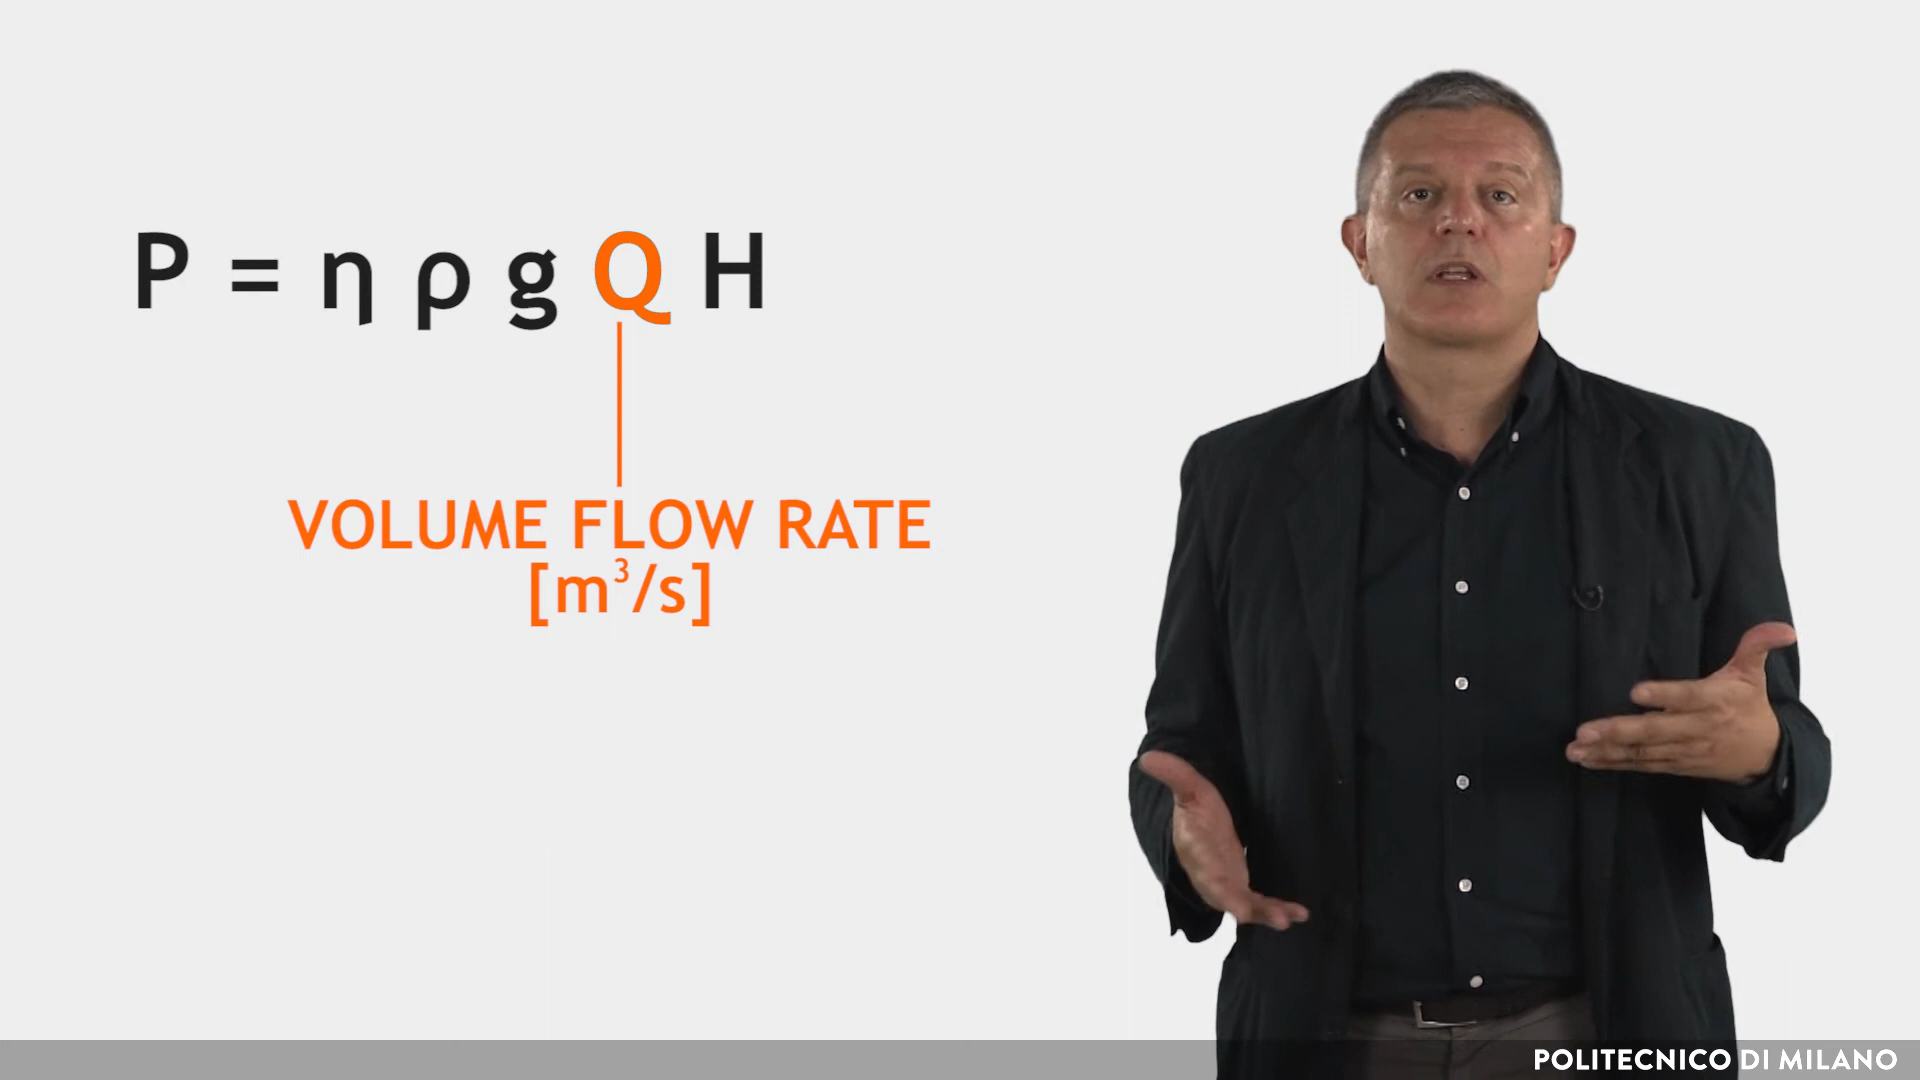 P = η ρ g Q H
VOLUME FLOW RATE
[m³/s]
POLITECNICO DI MILANO